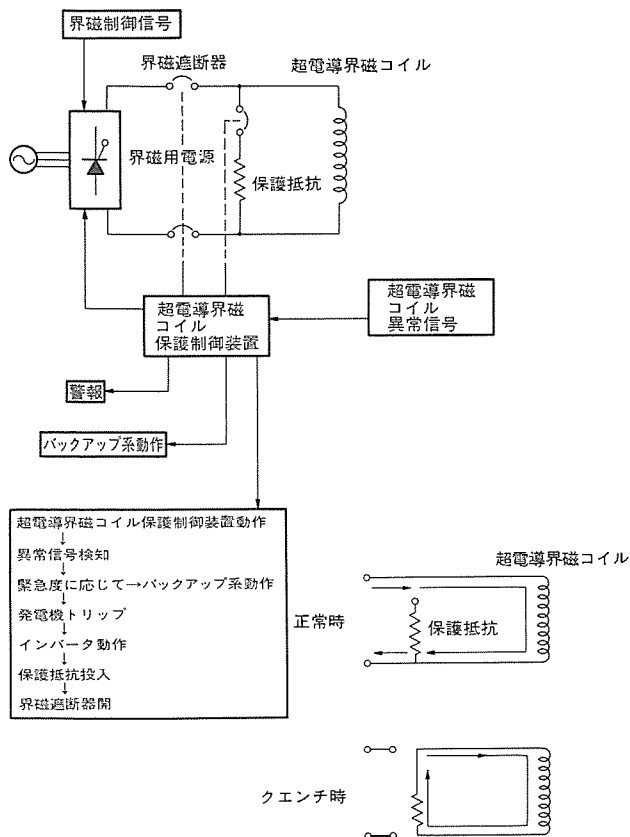 界磁制御信号
界磁遮断器
超電導界磁コイル
界磁用電源
保護抵抗
超電導界磁
コイル
保護制御装置
超電導界磁
コイル
異常信号
警報
バックアップ系動作
超電導界磁コイル保護制御装置動作
↓
異常信号検知
↓
緊急度に応じて→バックアップ系動作
↓
発電機トリップ
↓
インバータ動作
↓
保護抵抗投入
↓
界磁遮断器開
超電導界磁コイル
正常時
保護抵抗
クエンチ時